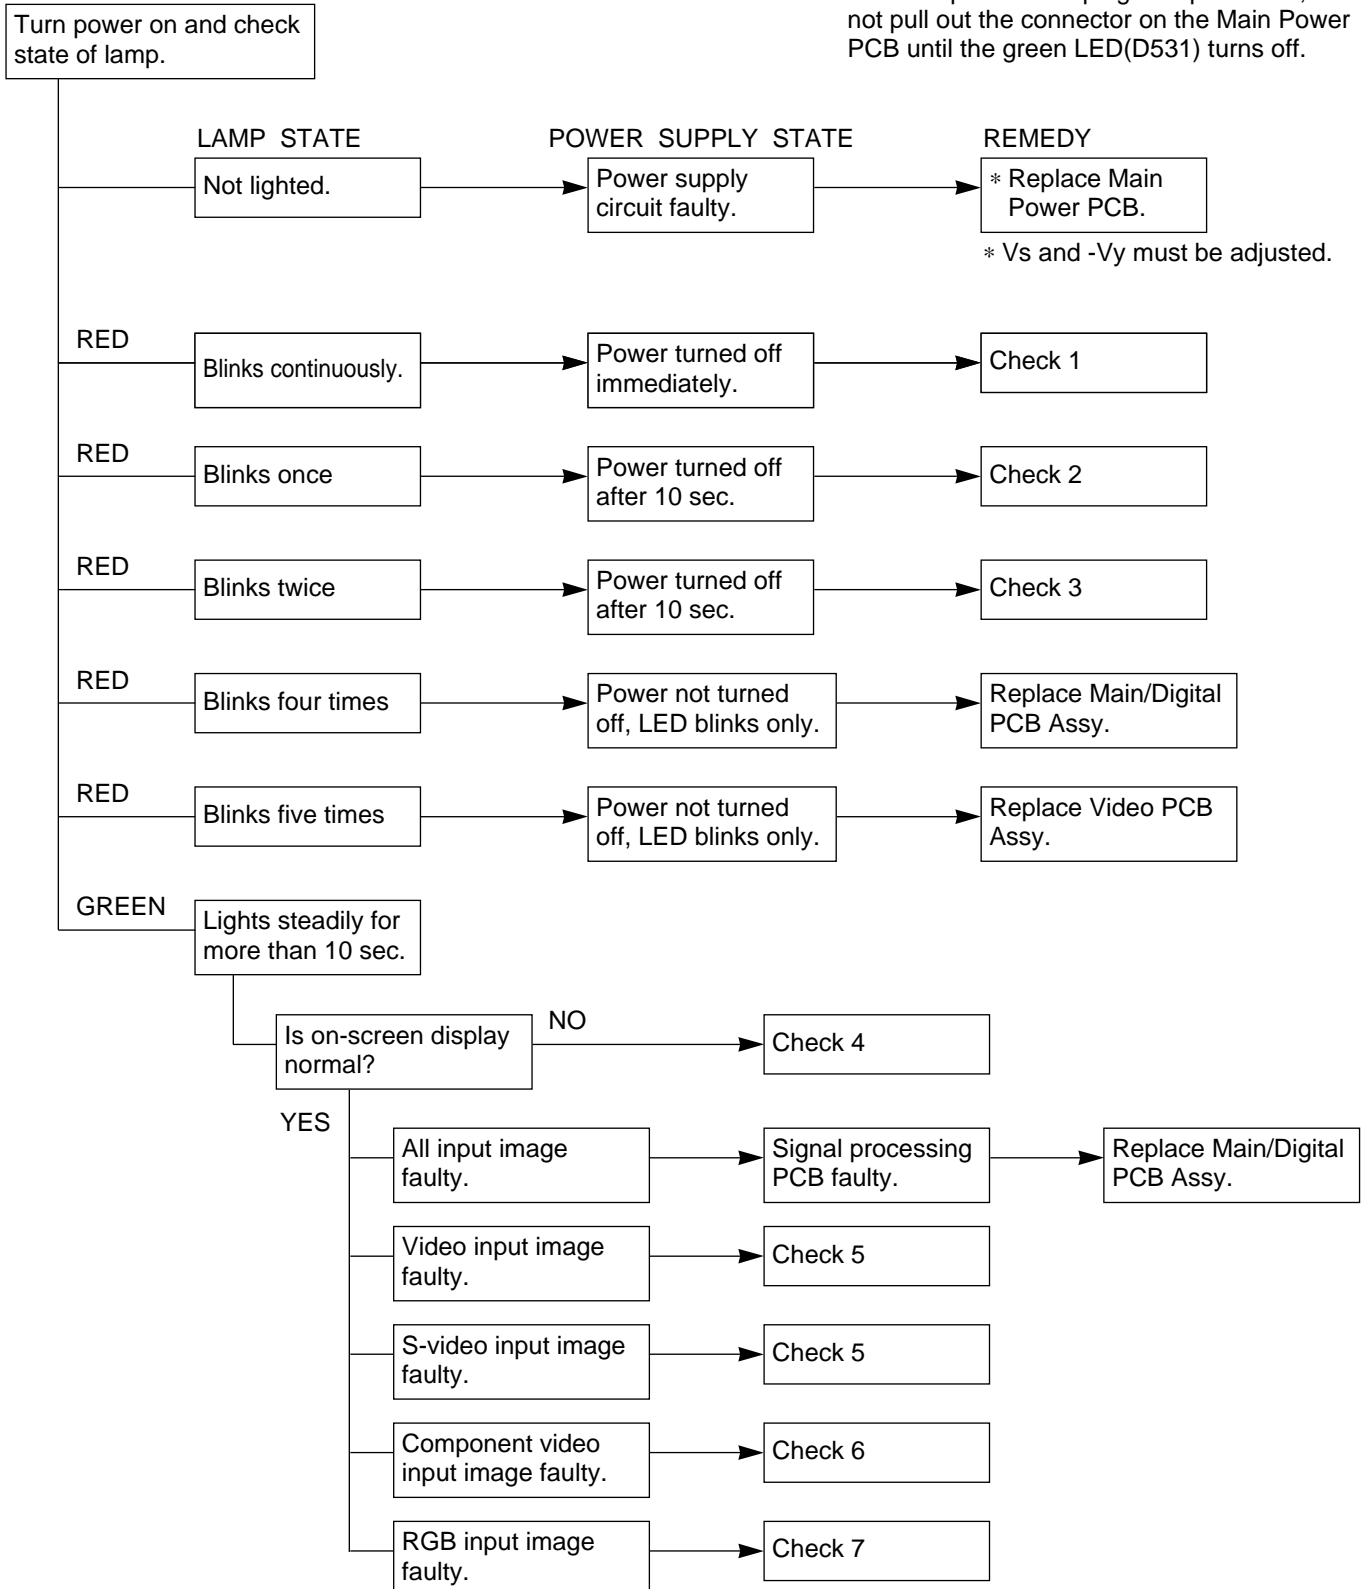 Turn power on and check
state of lamp.
not pull out the connector on the Main Power
PCB until the green LED(D531) turns off.
LAMP STATE
POWER SUPPLY STATE
REMEDY
Not lighted.
Power supply
circuit faulty.
* Replace Main
Power PCB.
* Vs and -Vy must be adjusted.
RED
Blinks continuously.
Power turned off
immediately.
Check 1
RED
Blinks once
Power turned off
after 10 sec.
Check 2
RED
Blinks twice
Power turned off
after 10 sec.
Check 3
RED
Blinks four times
Power not turned
off, LED blinks only.
Replace Main/Digital
PCB Assy.
RED
Blinks five times
Power not turned
off, LED blinks only.
Replace Video PCB
Assy.
GREEN
Lights steadily for
more than 10 sec.
Is on-screen display
normal?
NO
Check 4
YES
All input image
faulty.
Signal processing
PCB faulty.
Replace Main/Digital
PCB Assy.
Video input image
faulty.
Check 5
S-video input image
faulty.
Check 5
Component video
input image faulty.
Check 6
RGB input image
faulty.
Check 7